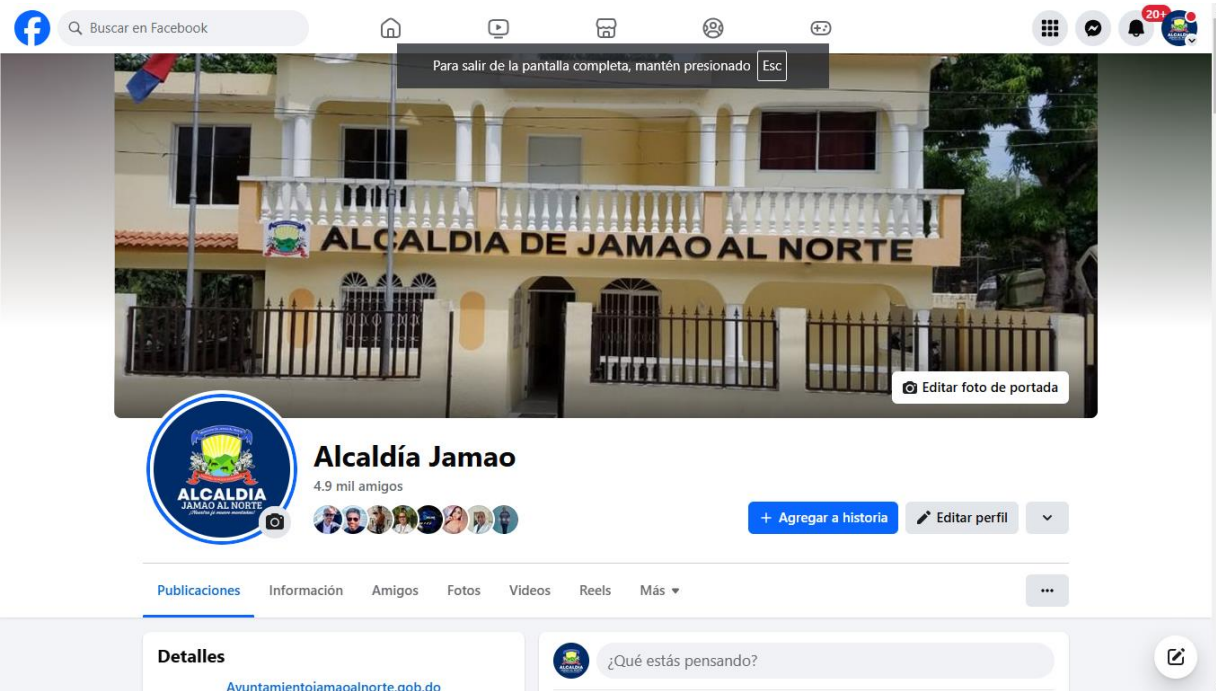 Buscar en Facebook
20+
Para salir de la pantalla completa, mantén presionado Esc
ALCALDIA DE JAMAO AL NORTE
Editar foto de portada
ALCALDIA
JAMAO AL NORTE
Alcaldía Jamao
4.9 mil amigos
+ Agregar a historia
Editar perfil
Publicaciones Información Amigos Fotos Videos Reels Más
Detalles
¿Qué estás pensando?
Ayuntamientojamaoalnorte.gob.do